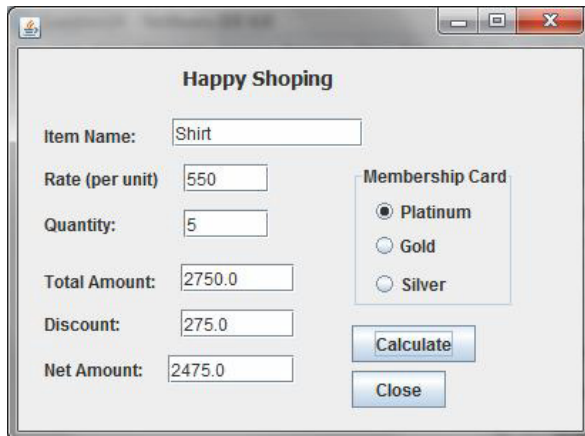 Happy Shoping
Item Name: Shirt
Rate (per unit) 550
Membership Card
Quantity: 5
Platinum
Gold
Silver
Total Amount: 2750.0
Discount: 275.0
Net Amount: 2475.0
Calculate
Close